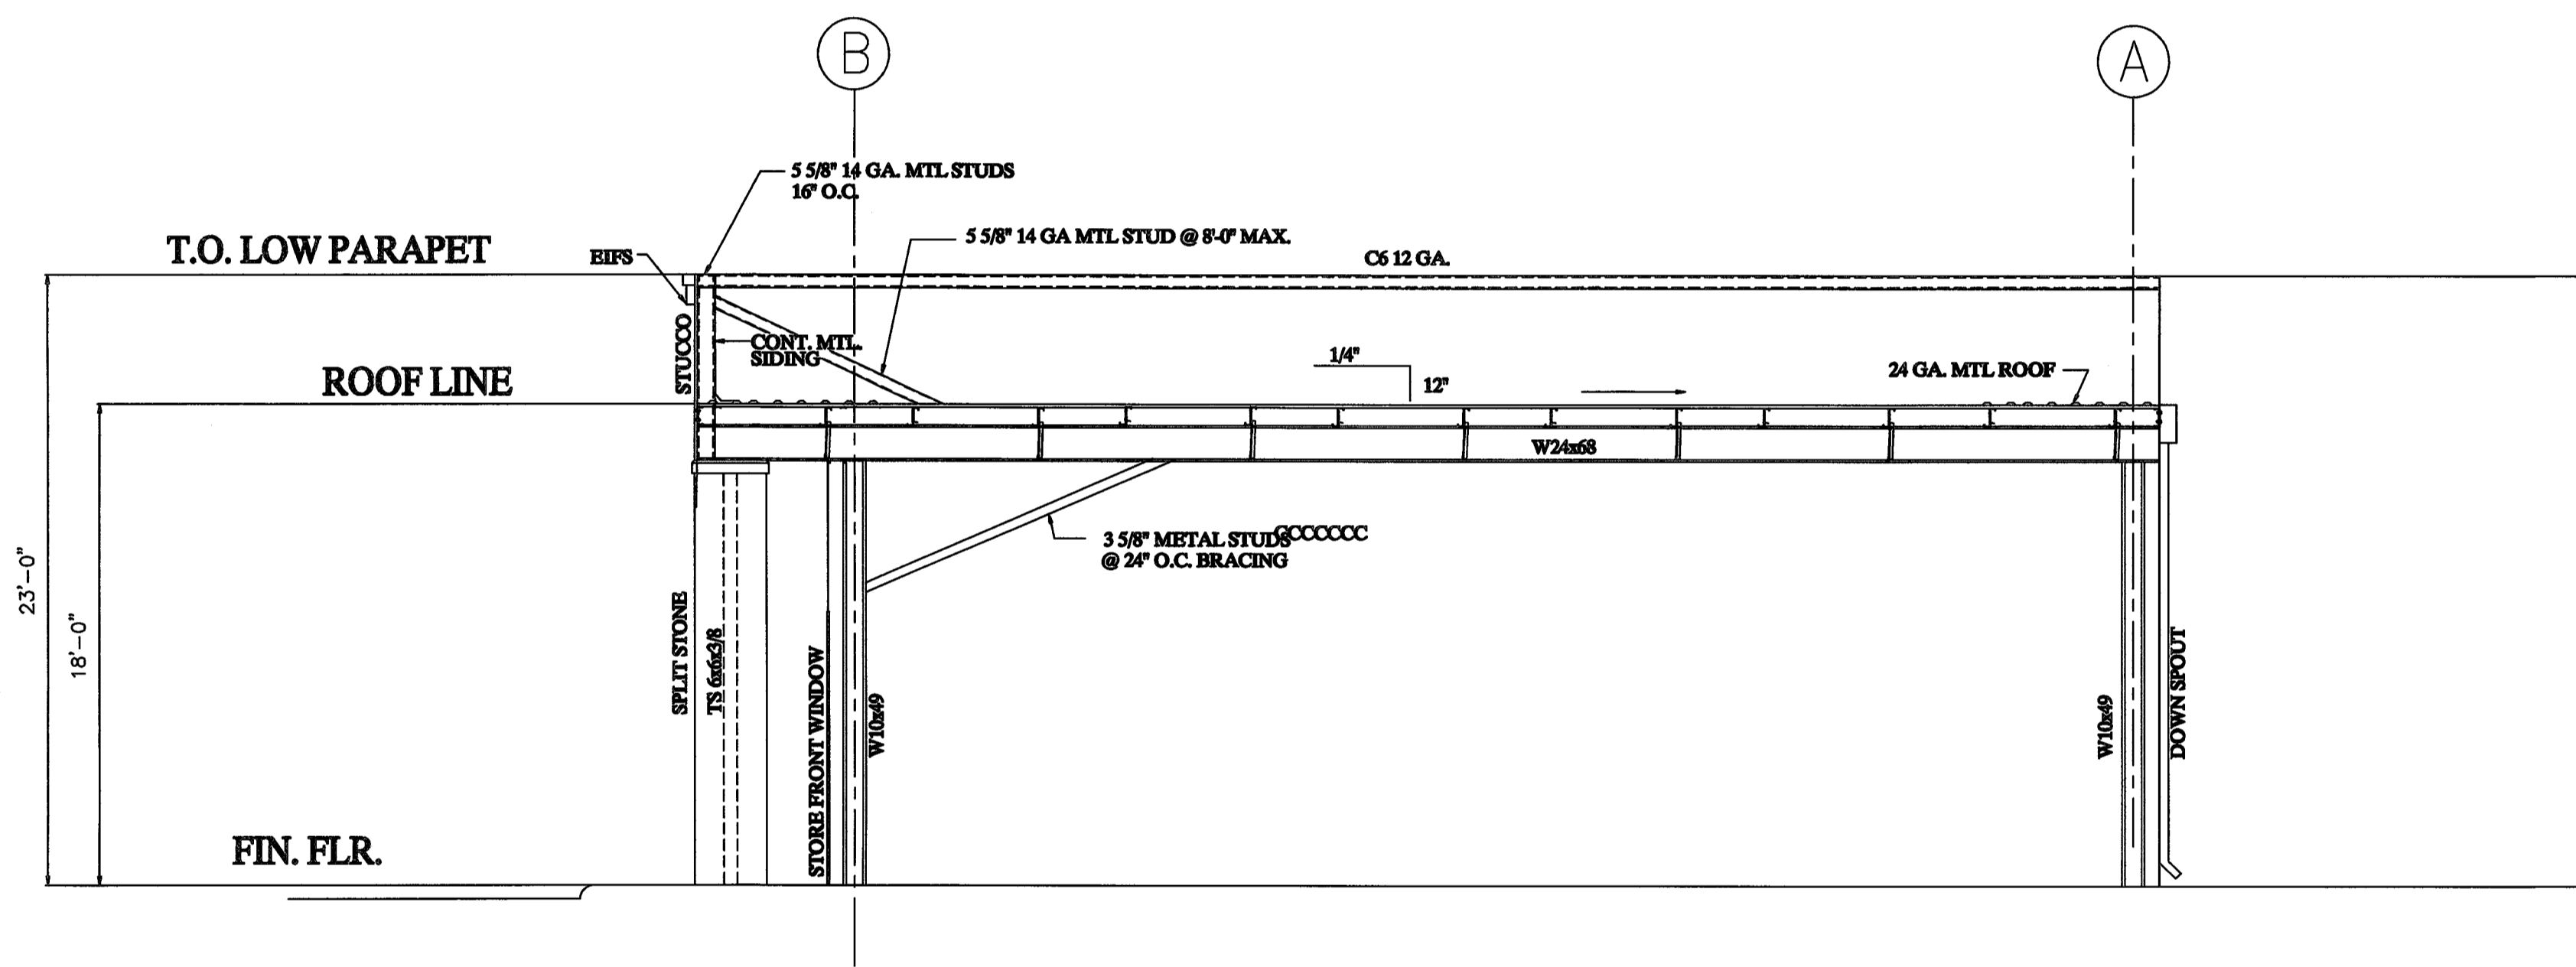 B
A
5 5/8" 14 GA. MTL STUDS
16" O.C.
T.O. LOW PARAPET
EIFS
5 5/8" 14 GA MTL STUD @ 8'-0" MAX.
C6 12 GA.
STUCCO
CONT. MTL.
SIDING
1/4"
12"
24 GA. MTL ROOF
ROOF LINE
W24x68
3 5/8" METAL STUDS
@ 24" O.C. BRACING
CCCCCCC
23'-0"
18'-0"
SPLIT STONE
TS 6x6x3/8
STORE FRONT WINDOW
W10x49
W10x49
DOWN SPOUT
FIN. FLR.